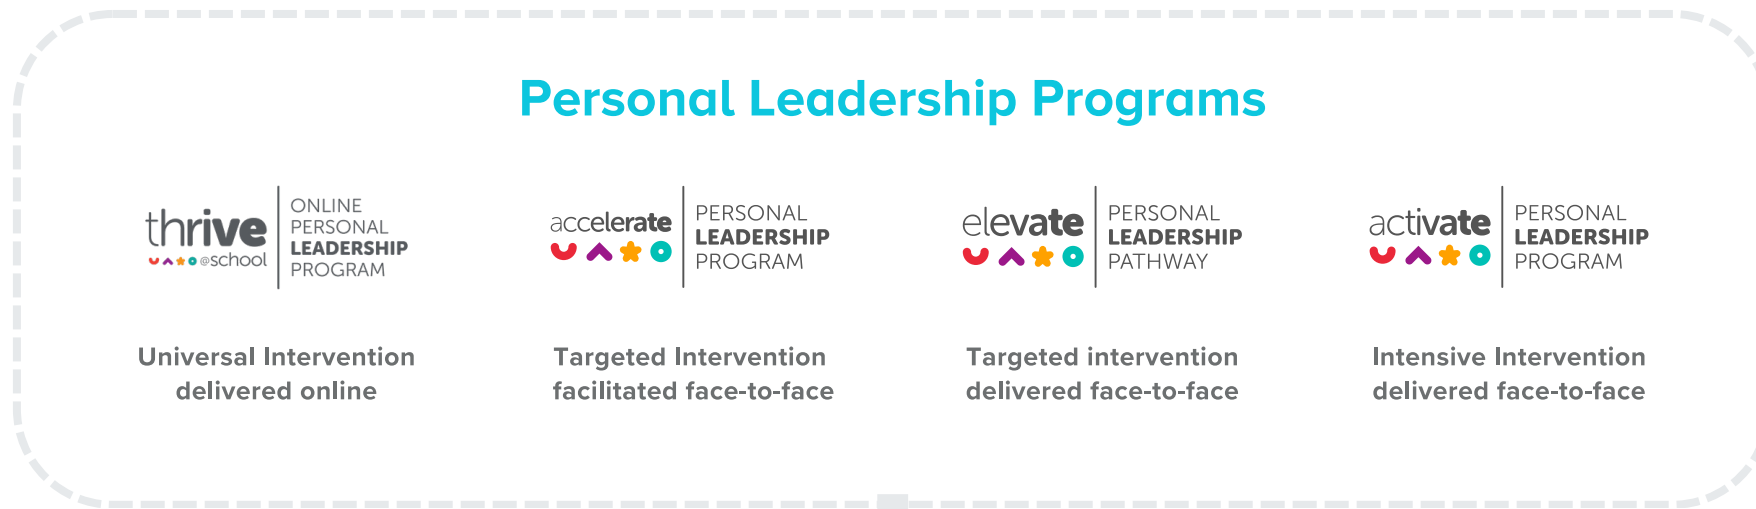 Personal Leadership Programs
thrive
@school
ONLINE
PERSONAL
LEADERSHIP
PROGRAM
Universal Intervention
delivered online
accelerate
PERSONAL
LEADERSHIP
PROGRAM
Targeted Intervention
facilitated face-to-face
elevate
PERSONAL
LEADERSHIP
PATHWAY
Targeted intervention
delivered face-to-face
activate
PERSONAL
LEADERSHIP
PROGRAM
Intensive Intervention
delivered face-to-face